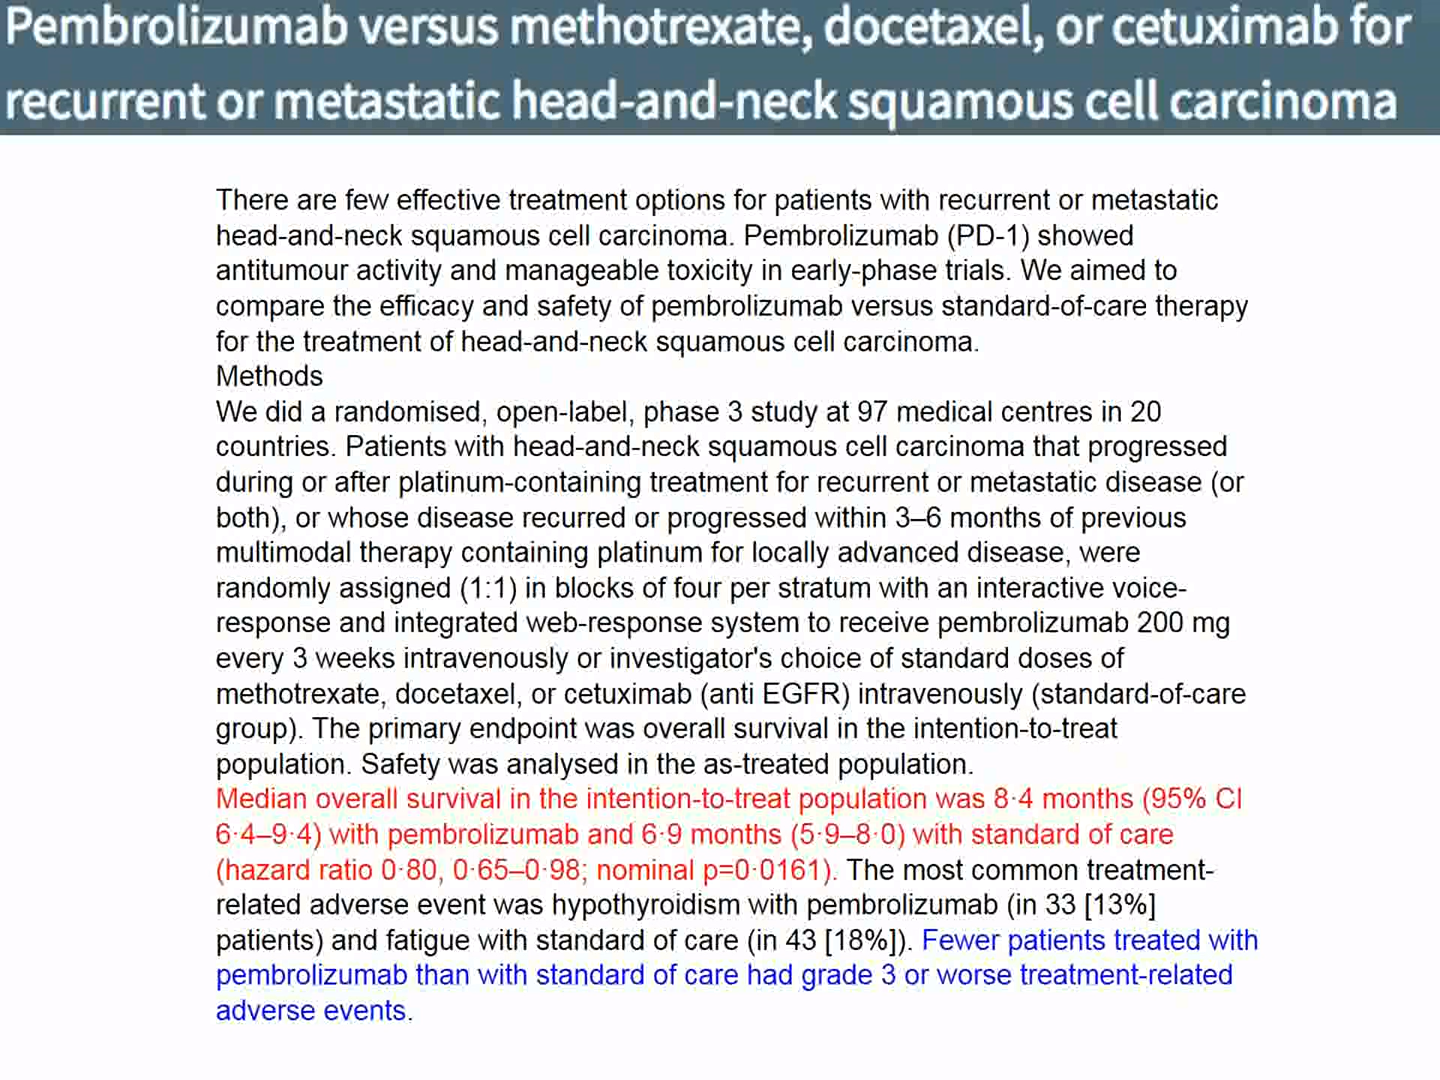 Pembrolizumab versus methotrexate, docetaxel, or cetuximab for
recurrent or metastatic head-and-neck squamous cell carcinoma
There are few effective treatment options for patients with recurrent or metastatic
head-and-neck squamous cell carcinoma. Pembrolizumab (PD-1) showed
antitumour activity and manageable toxicity in early-phase trials. We aimed to
compare the efficacy and safety of pembrolizumab versus standard-of-care therapy
for the treatment of head-and-neck squamous cell carcinoma.
Methods
We did a randomised, open-label, phase 3 study at 97 medical centres in 20
countries. Patients with head-and-neck squamous cell carcinoma that progressed
during or after platinum-containing treatment for recurrent or metastatic disease (or
both), or whose disease recurred or progressed within 3–6 months of previous
multimodal therapy containing platinum for locally advanced disease, were
randomly assigned (1:1) in blocks of four per stratum with an interactive voice-
response and integrated web-response system to receive pembrolizumab 200 mg
every 3 weeks intravenously or investigator's choice of standard doses of
methotrexate, docetaxel, or cetuximab (anti EGFR) intravenously (standard-of-care
group). The primary endpoint was overall survival in the intention-to-treat
population. Safety was analysed in the as-treated population.
Median overall survival in the intention-to-treat population was 8·4 months (95% CI
6·4–9·4) with pembrolizumab and 6·9 months (5·9–8·0) with standard of care
(hazard ratio 0·80, 0·65–0·98; nominal p=0·0161). The most common treatment-
related adverse event was hypothyroidism with pembrolizumab (in 33 [13%]
patients) and fatigue with standard of care (in 43 [18%]). Fewer patients treated with
pembrolizumab than with standard of care had grade 3 or worse treatment-related
adverse events.